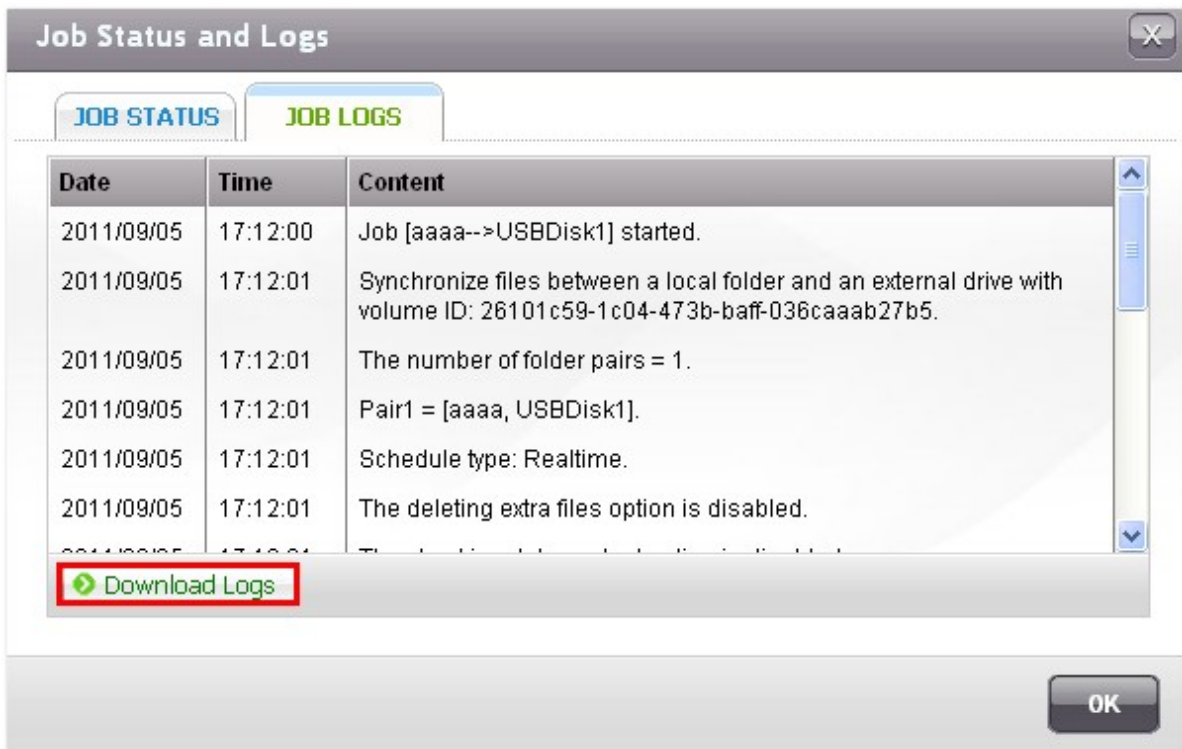 Job Status and Logs
X
JOB STATUS JOB LOGS
Date Time Content
2011/09/05 17:12:00 Job [aaaa-->USBDisk1] started.
2011/09/05 17:12:01 Synchronize files between a local folder and an external drive with
volume ID: 26101c59-1c04-473b-baff-036caaab27b5.
2011/09/05 17:12:01 The number of folder pairs = 1.
2011/09/05 17:12:01 Pair1 = [aaaa, USBDisk1].
2011/09/05 17:12:01 Schedule type: Realtime.
2011/09/05 17:12:01 The deleting extra files option is disabled.
Download Logs
OK